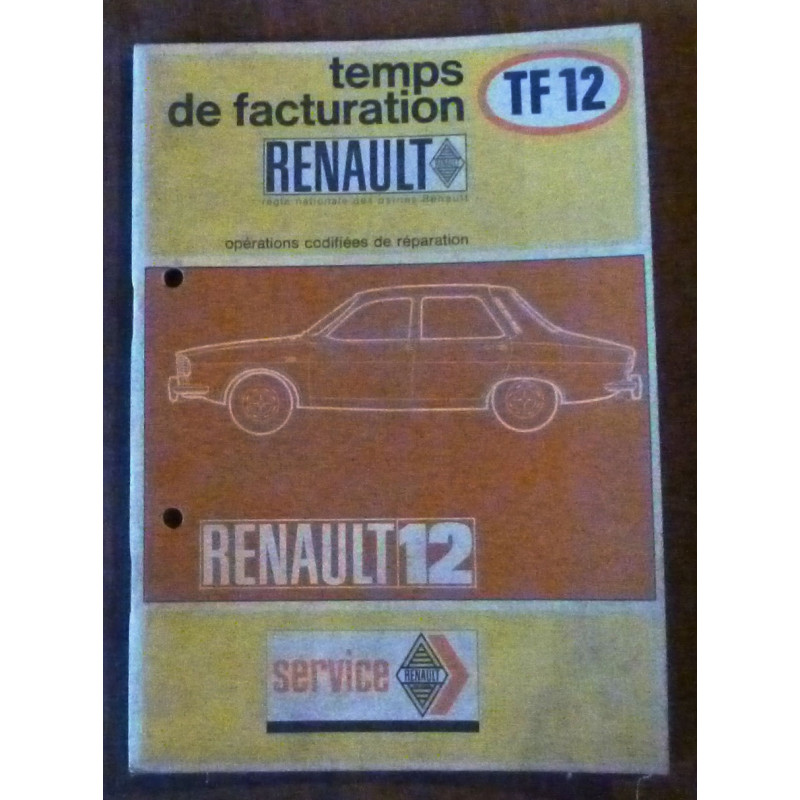 temps
de facturation
TF 12
RENAULT
RENAULT
régie nationale des usines Renault
opérations codifiées de réparation
RENAULT 12
service
RENAULT